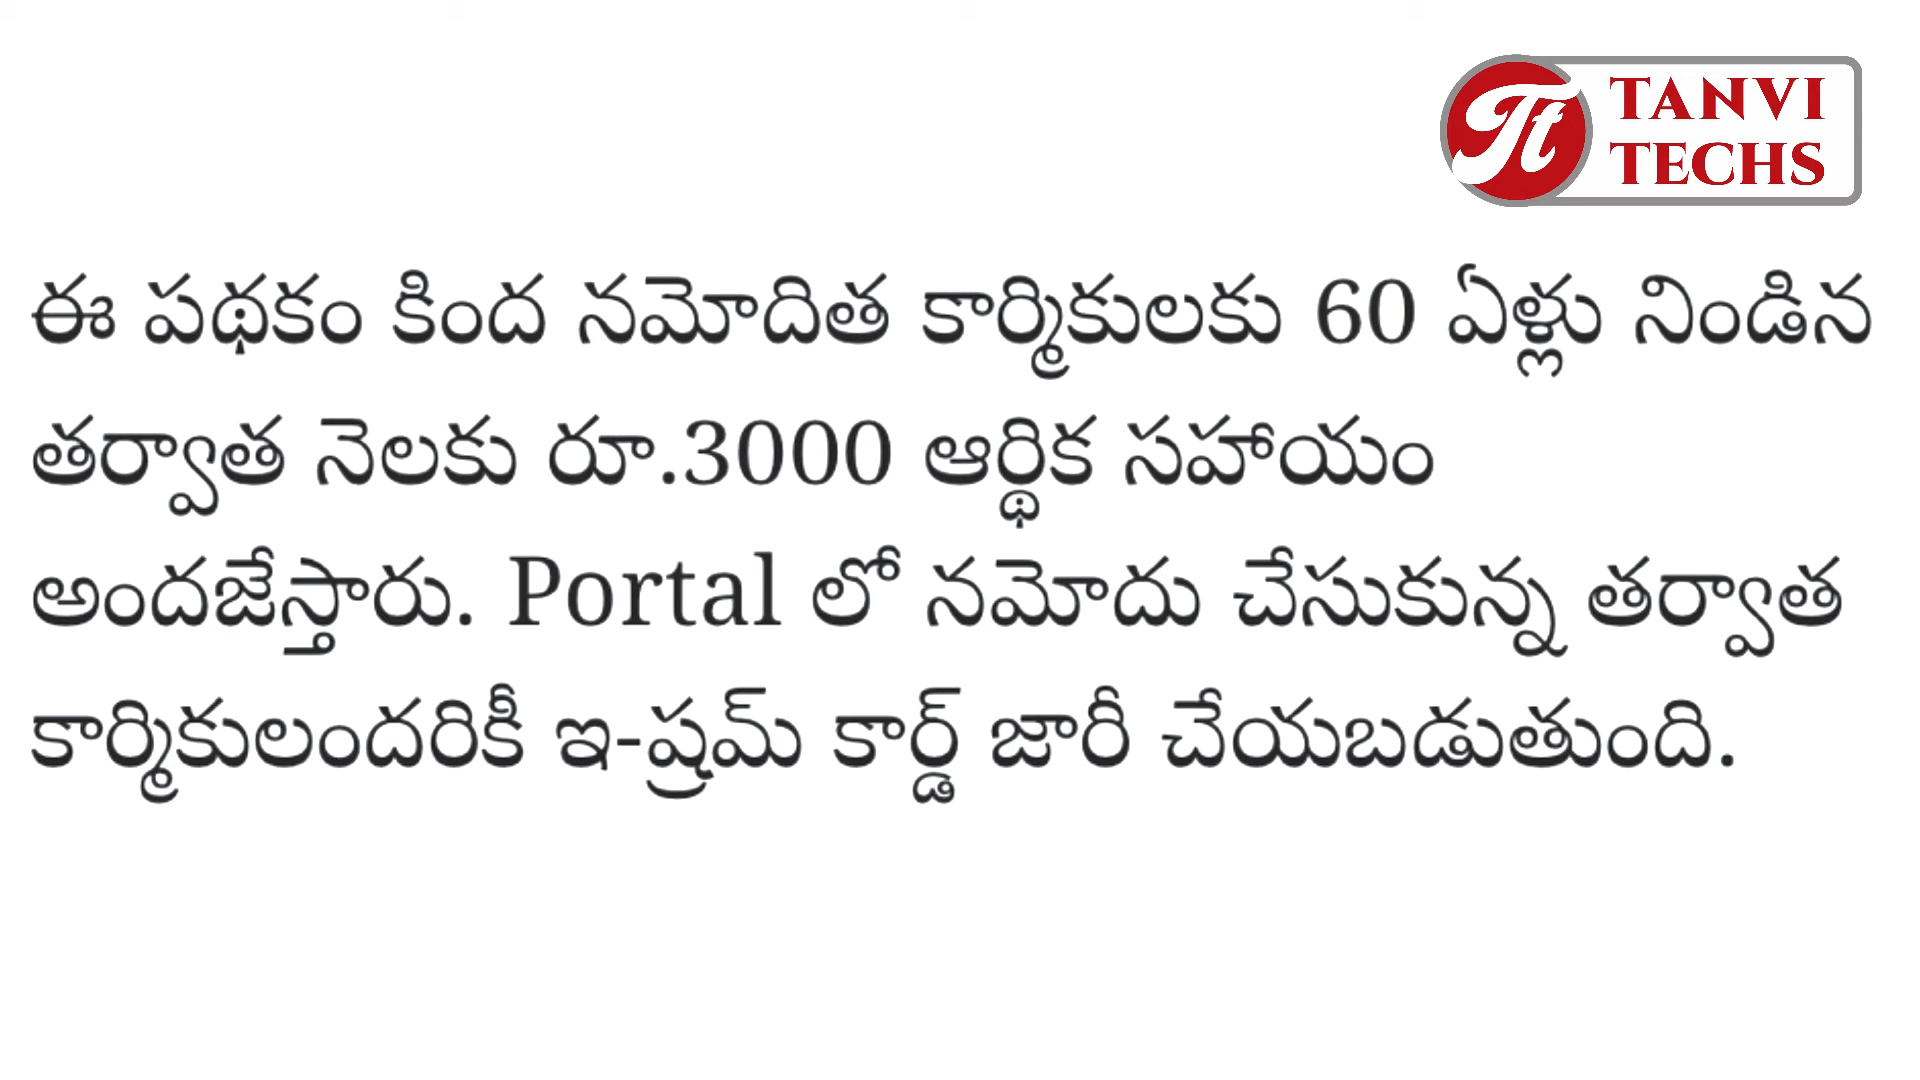 TANVI
TECHS
ఈ పథకం కింద నమోదిత కార్మికులకు 60 ఏళ్లు నిండిన
తర్వాత నెలకు రూ.3000 ఆర్థిక సహాయం
అందజేస్తారు. Portal లో నమోదు చేసుకున్న తర్వాత
కార్మికులందరికీ ఇ-ష్రమ్ కార్డ్ జారీ చేయబడుతుంది.